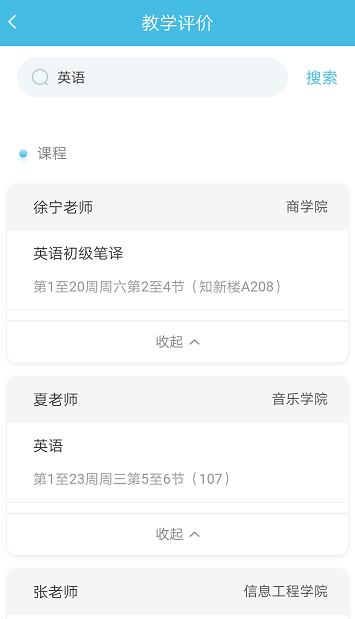 教学评价
英语 搜索
课程
徐宁老师 商学院
英语初级笔译
第1至20周周六第2至4节（知新楼A208）
收起
夏老师 音乐学院
英语
第1至23周周三第5至6节（107）
收起
张老师 信息工程学院